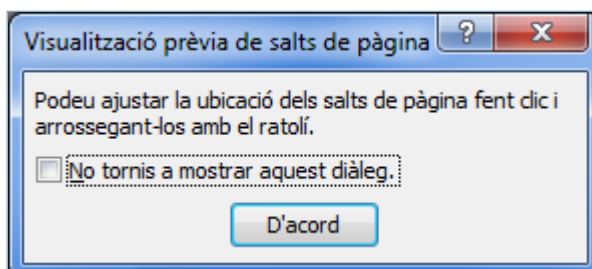 Visualització prèvia de salts de pàgina
Podeu ajustar la ubicació dels salts de pàgina fent clic i
arrossegant-los amb el ratolí.
No tornis a mostrar aquest diàleg.
D'acord